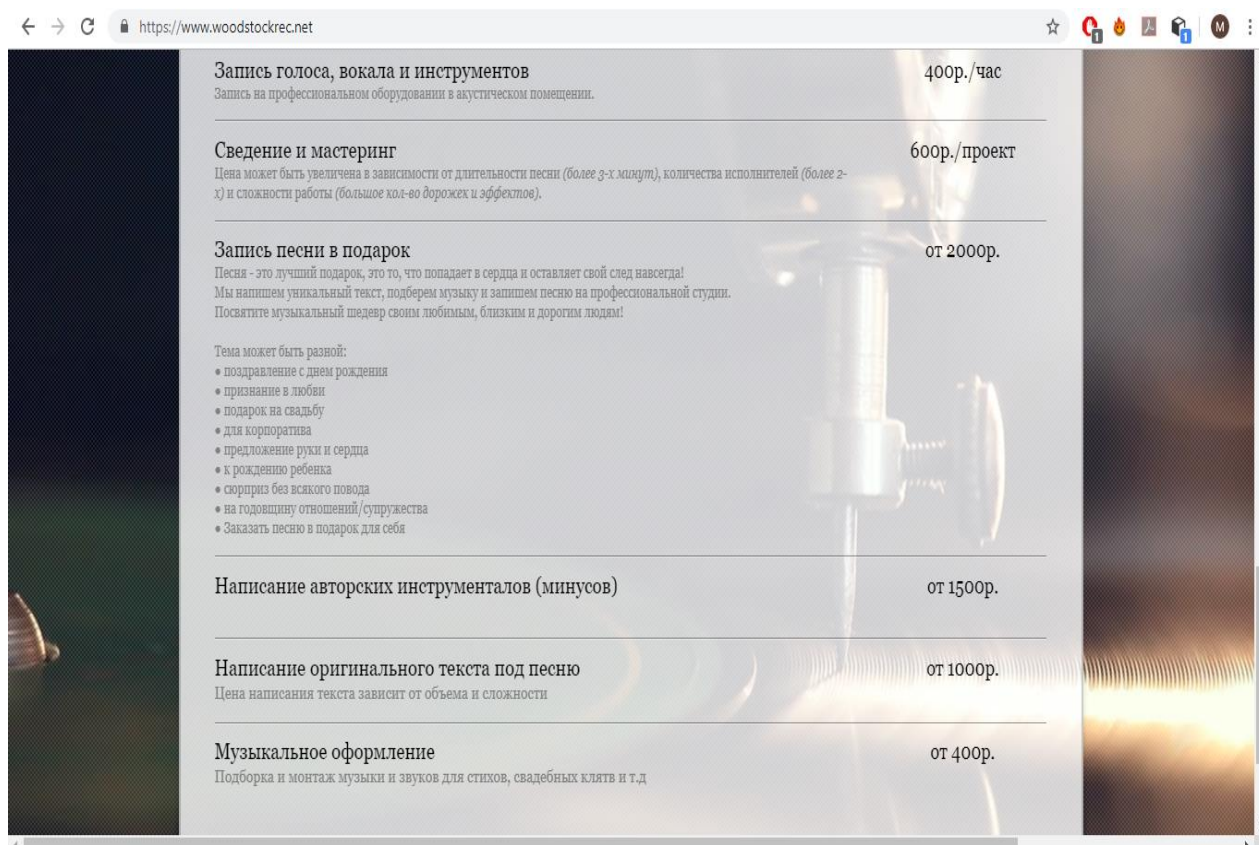 https://www.woodstockrec.net
1
1
M
Запись голоса, вокала и инструментов 400р./час
Запись на профессиональном оборудовании в акустическом помещении.
Сведение и мастеринг 600р./проект
Цена может быть увеличена в зависимости от длительности песни (более 3-х минут), количества исполнителей (более 2-
х) и сложности работы (большое кол-во дорожек и эффектов).
Запись песни в подарок от 2000р.
Песня - это лучший подарок, это то, что попадает в сердца и оставляет свой след навсегда!
Мы напишем уникальный текст, подберем музыку и запишем песню на профессиональной студии.
Посвятите музыкальный шедевр своим любимым, близким и дорогим людям!
Тема может быть разной:
● поздравление с днем рождения
● признание в любви
● подарок на свадьбу
● для корпоратива
● предложение руки и сердца
● к рождению ребенка
● сюрприз без всякого повода
● на годовщину отношений/супружества
● Заказать песню в подарок для себя
Написание авторских инструменталов (минусов) от 1500р.
Написание оригинального текста под песню от 1000р.
Цена написания текста зависит от объема и сложности
Музыкальное оформление от 400р.
Подборка и монтаж музыки и звуков для стихов, свадебных клятв и т.д